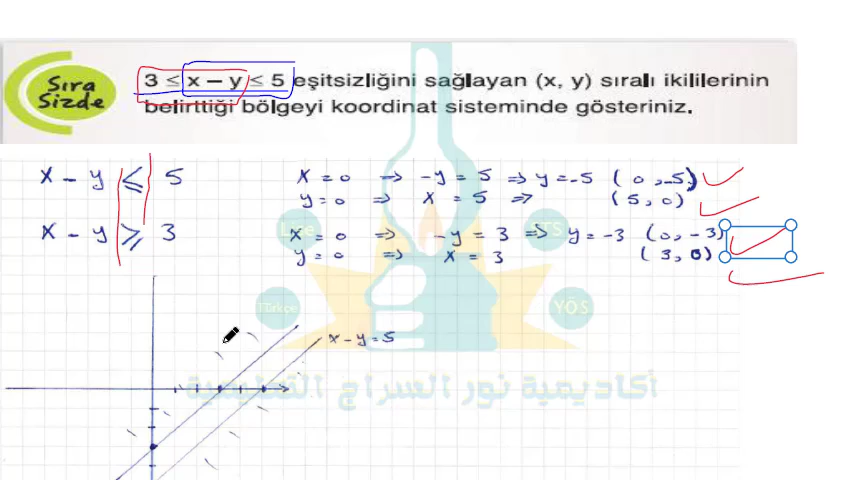 Sıra Sizde
3 ≤ x – y ≤ 5 eşitsizliğini sağlayan (x, y) sıralı ikililerinin
belirttiği bölgeyi koordinat sisteminde gösteriniz.
x – y ≤ 5
x = 0 → -y = 5 ⇒ y = -5 (0, -5)
y = 0 ⇒ x = 5 ⇒ (5, 0)
x – y ≥ 3
x = 0 ⇒ -y = 3 ⇒ y = -3 (0, -3)
y = 0 ⇒ x = 3 (3, 0)
Türkçe
YÖS
x - y = 5
أكاديمية نور السراج التعليمية